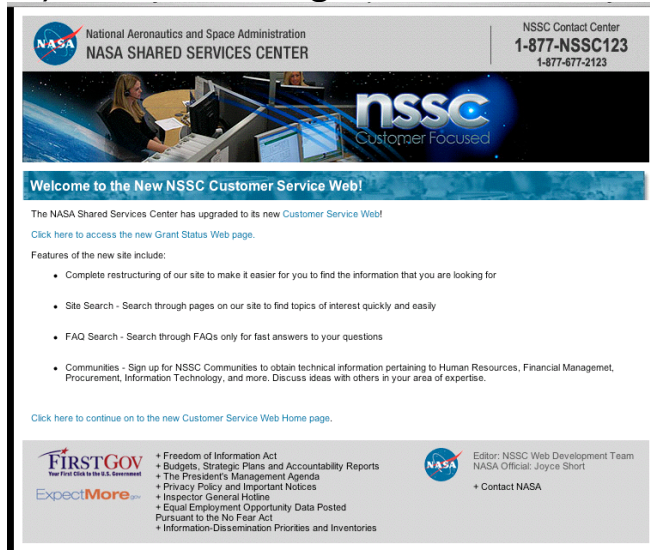 NASA
National Aeronautics and Space Administration
NASA SHARED SERVICES CENTER
NSSC Contact Center
1-877-NSSC123
1-877-677-2123
nssc
Customer Focused
Welcome to the New NSSC Customer Service Web!
The NASA Shared Services Center has upgraded to its new Customer Service Web!
Click here to access the new Grant Status Web page.
Features of the new site include:
• Complete restructuring of our site to make it easier for you to find the information that you are looking for
• Site Search - Search through pages on our site to find topics of interest quickly and easily
• FAQ Search - Search through FAQs only for fast answers to your questions
• Communities - Sign up for NSSC Communities to obtain technical information pertaining to Human Resources, Financial Managemet,
Procurement, Information Technology, and more. Discuss ideas with others in your area of expertise.
Click here to continue on to the new Customer Service Web Home page.
FIRSTGOV
Your First Click to the U.S. Government
ExpectMore.gov
+ Freedom of Information Act
+ Budgets, Strategic Plans and Accountability Reports
+ The President's Management Agenda
+ Privacy Policy and Important Notices
+ Inspector General Hotline
+ Equal Employment Opportunity Data Posted
Pursuant to the No Fear Act
+ Information-Dissemination Priorities and Inventories
NASA
Editor: NSSC Web Development Team
NASA Official: Joyce Short
+ Contact NASA